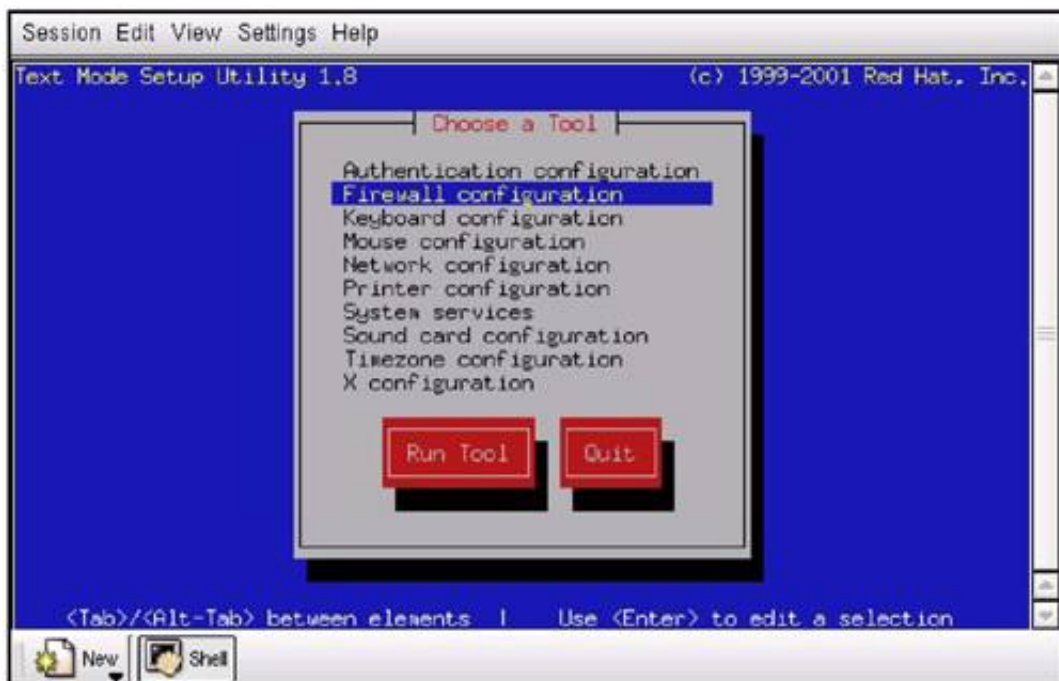 Session Edit View Settings Help
Text Mode Setup Utility 1.8 (c) 1999-2001 Red Hat, Inc.
Choose a Tool
Authentication configuration
Firewall configuration
Keyboard configuration
Mouse configuration
Network configuration
Printer configuration
System services
Sound card configuration
Timezone configuration
X configuration
Run Tool Quit
<Tab>/<Alt-Tab> between elements | Use <Enter> to edit a selection
New Shell